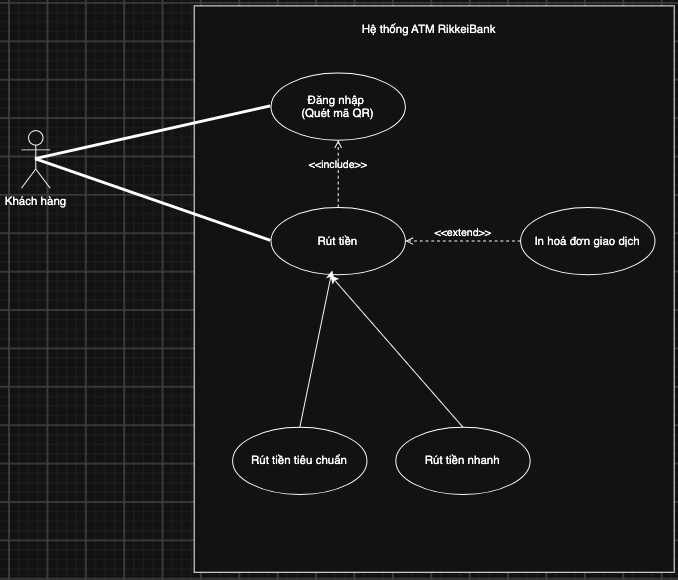 Hệ thống ATM RikkeiBank
Đăng nhập
(Quét mã QR)
<<include>>
Khách hàng
Rút tiền
<<extend>>
In hoá đơn giao dịch
Rút tiền tiêu chuẩn
Rút tiền nhanh